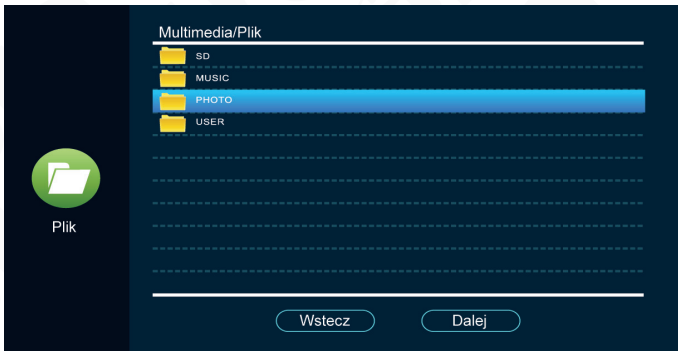 Multimedia/Plik
SD
MUSIC
PHOTO
USER
Plik
Wstecz
Dalej